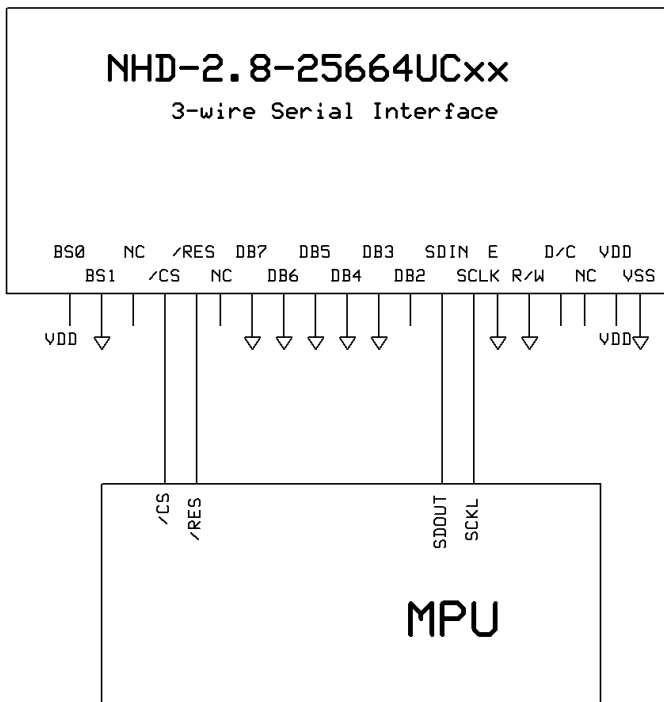 NHD-2.8-25664UCxx
3-wire Serial Interface
BS0 NC /RES DB7 DB5 DB3 SDIN E D/C VDD
BS1 /CS NC DB6 DB4 DB2 SCLK R/W NC VSS
VDD VDD
/CS
/RES
SDOUT
SCKL
MPU